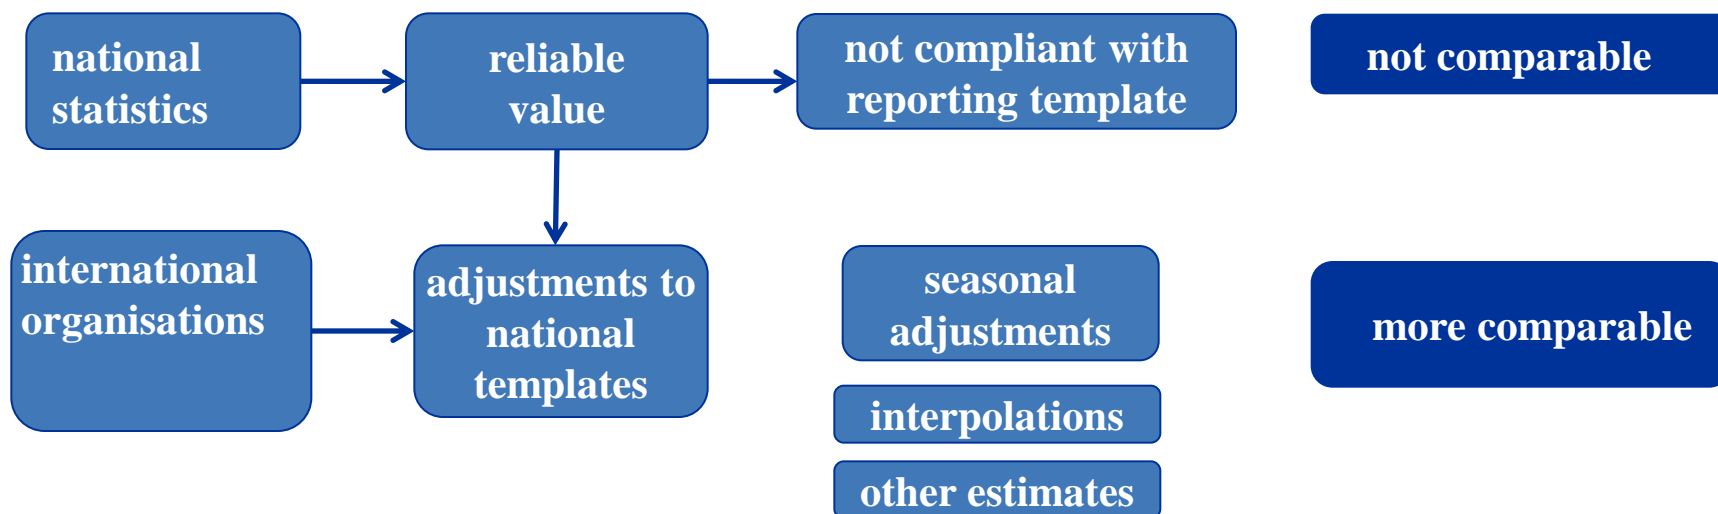 national
statistics
reliable
value
not compliant with
reporting template
not comparable
international
organisations
adjustments to
national
templates
seasonal
adjustments
interpolations
other estimates
more comparable